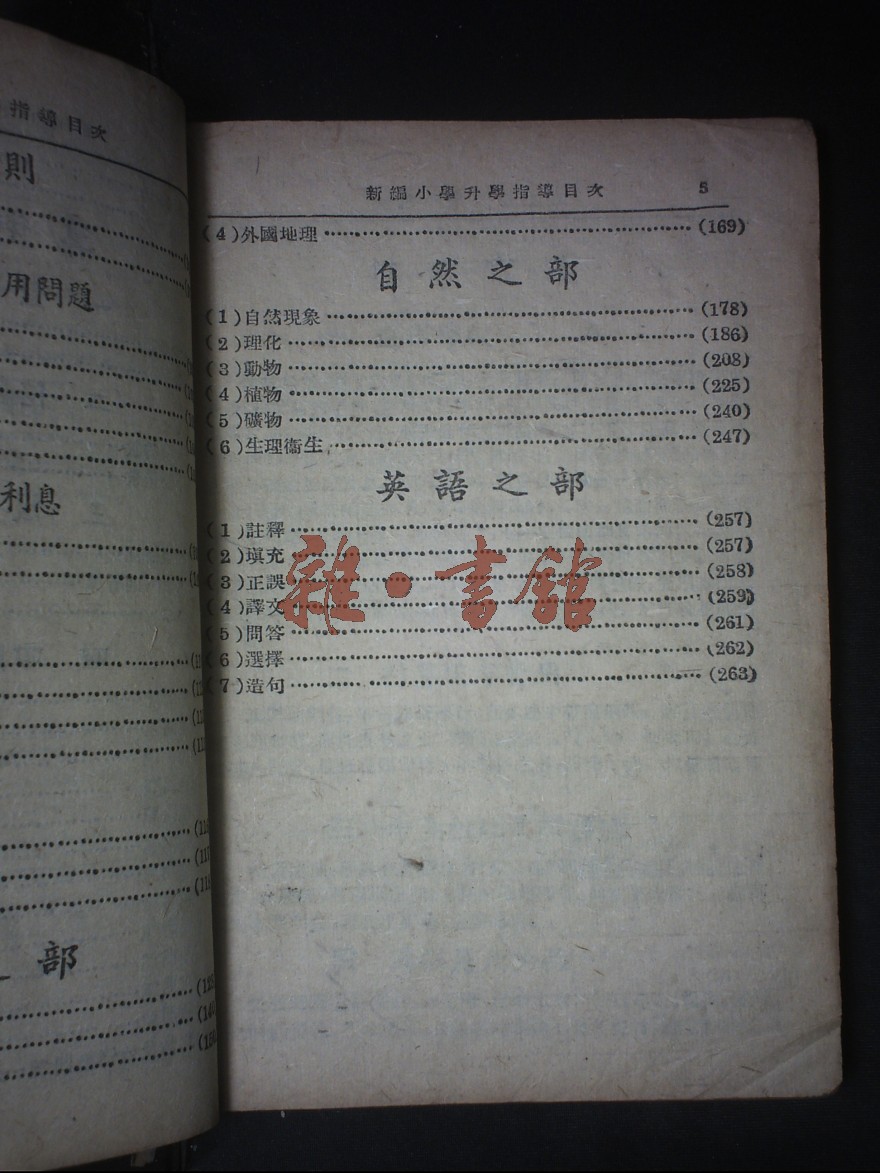 指導目次
則
用問題
利息
部
新編小學升學指導目次 5
(4)外國地理 (169)
自然之部
(1)自然現象 (178)
(2)理化 (186)
(3)動物 (208)
(4)植物 (225)
(5)礦物 (240)
(6)生理衞生 (247)
英語之部
(1)註釋 (257)
(2)填充 (257)
(3)正誤 (258)
(4)譯文 (259)
(5)問答 (261)
(6)選擇 (262)
(7)造句 (263)
雜·書館